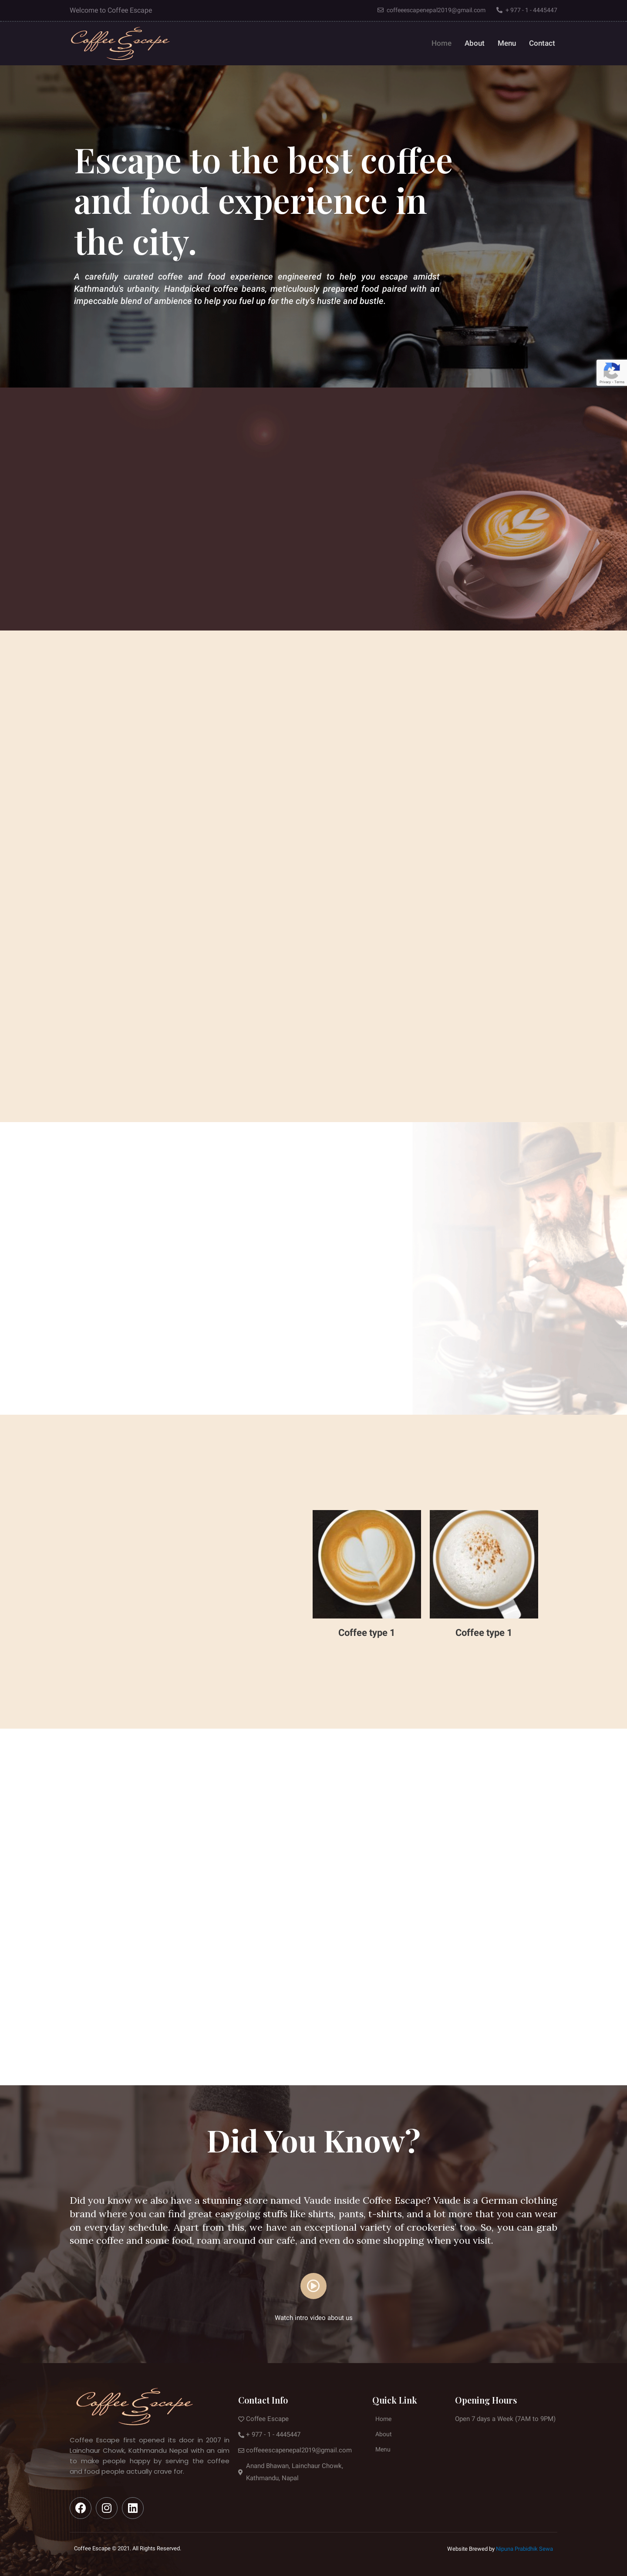 Welcome to Coffee Escape
coffeeescapenepal2019@gmail.com
+ 977 - 1 - 4445447
Coffee Escape
Home
About
Menu
Contact
Escape to the best coffee
and food experience in
the city.
A carefully curated coffee and food experience engineered to help you escape amidst
Kathmandu's urbanity. Handpicked coffee beans, meticulously prepared food paired with an
impeccable blend of ambience to help you fuel up for the city's hustle and bustle.
Privacy - Terms
Coffee type 1
Coffee type 1
Did You Know?
Did you know we also have a stunning store named Vaude inside Coffee Escape? Vaude is a German clothing
brand where you can find great easygoing stuffs like shirts, pants, t-shirts, and a lot more that you can wear
on everyday schedule. Apart from this, we have an exceptional variety of crookeries' too. So, you can grab
some coffee and some food, roam around our café, and even do some shopping when you visit.
Watch intro video about us
Coffee Escape
Coffee Escape first opened its door in 2007 in
Lainchaur Chowk, Kathmandu Nepal with an aim
to make people happy by serving the coffee
and food people actually crave for.
Contact Info
Coffee Escape
+ 977 - 1 - 4445447
coffeeescapenepal2019@gmail.com
Anand Bhawan, Lainchaur Chowk,
Kathmandu, Nepal
Quick Link
Home
About
Menu
Opening Hours
Open 7 days a Week (7AM to 9PM)
Coffee Escape © 2021. All Rights Reserved.
Website Brewed by Nipuna Prabidhik Sewa